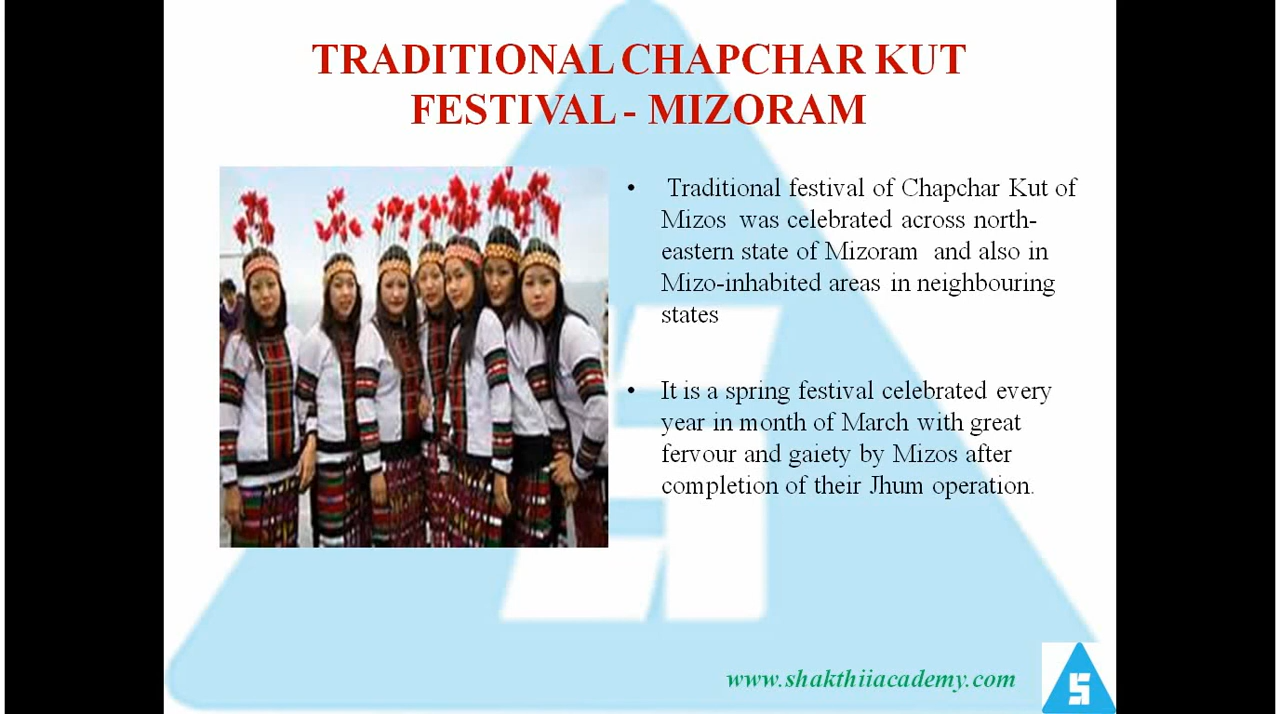 TRADITIONAL CHAPCHAR KUT
FESTIVAL - MIZORAM
• Traditional festival of Chapchar Kut of
Mizos was celebrated across north-
eastern state of Mizoram and also in
Mizo-inhabited areas in neighbouring
states
• It is a spring festival celebrated every
year in month of March with great
fervour and gaiety by Mizos after
completion of their Jhum operation.
www.shakthiiacademy.com
S